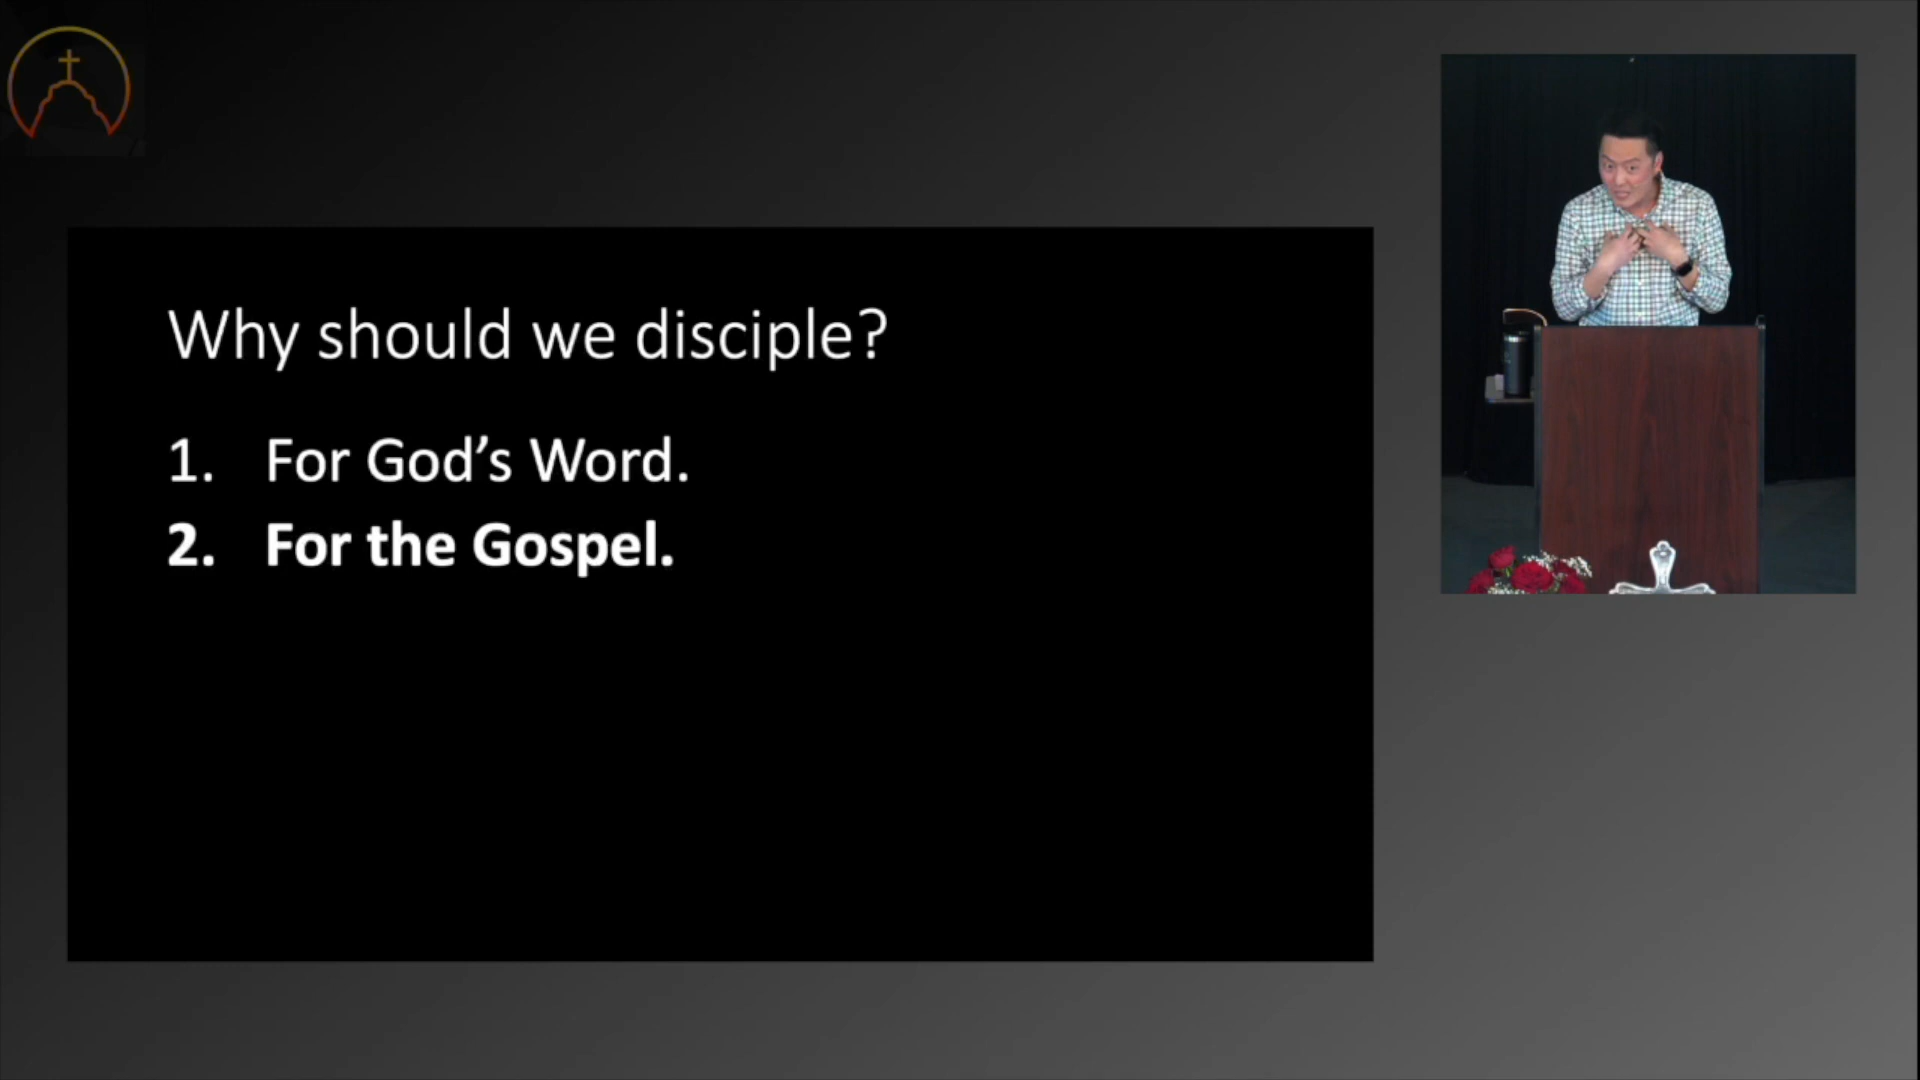 Why should we disciple?
1. For God’s Word.
2. For the Gospel.